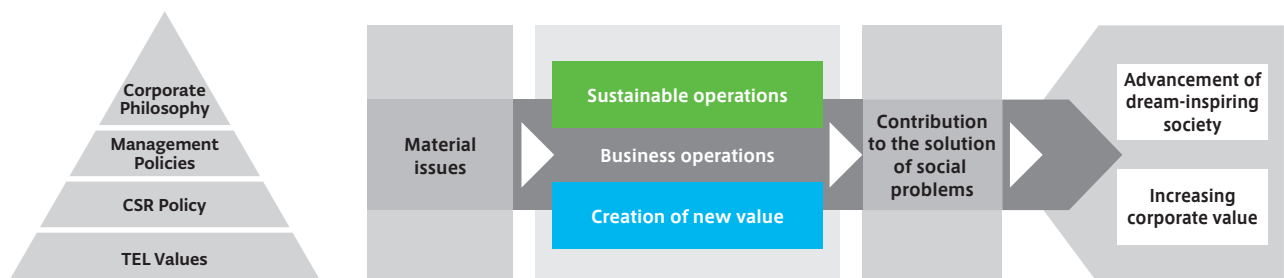 Corporate
Philosophy
Management
Policies
CSR Policy
TEL Values
Material
issues
Sustainable operations
Business operations
Creation of new value
Contribution
to the solution
of social
problems
Advancement of
dream-inspiring
society
Increasing
corporate value